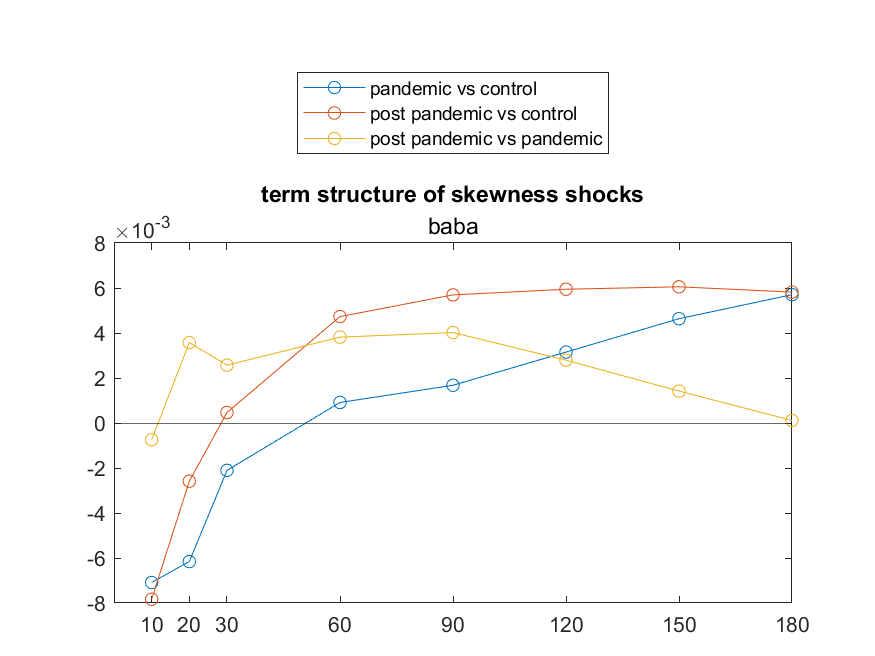 pandemic vs control
post pandemic vs control
post pandemic vs pandemic
term structure of skewness shocks
baba
×10-3
8
6
4
2
0
-2
-4
-6
-8
10 20 30 60 90 120 150 180